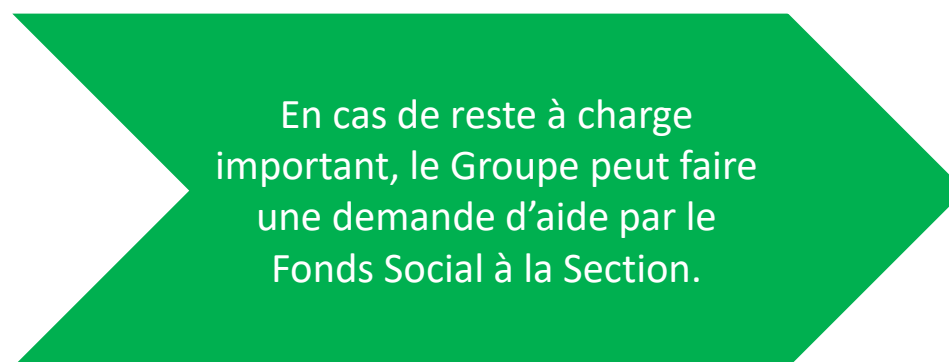 En cas de reste à charge
important, le Groupe peut faire
une demande d’aide par le
Fonds Social à la Section.